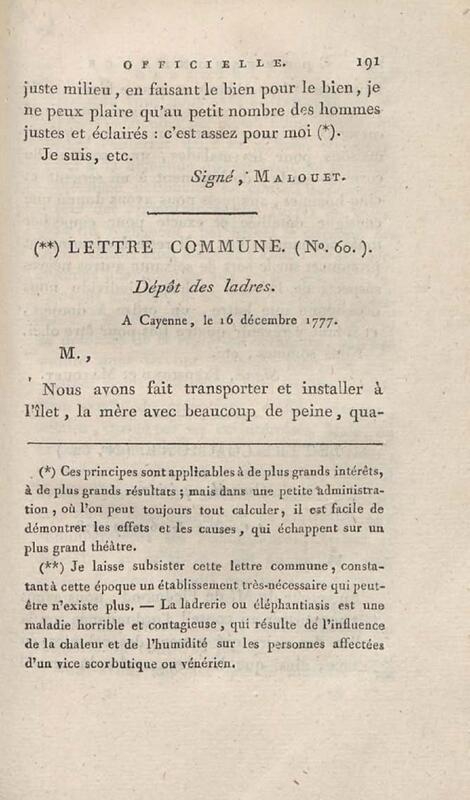 OFFICIELLE. 191
juste milieu, en faisant le bien pour le bien, je
ne peux plaire qu'au petit nombre des hommes
justes et éclairés : c'est assez pour moi (*).
Je suis, etc.
Signé, MALOUET.
(**) LETTRE COMMUNE. (N°. 60.).
Dépôt des ladres.
A Cayenne, le 16 décembre 1777.
M.,
Nous avons fait transporter et installer à
l'îlet, la mère avec beaucoup de peine, qua-
(*) Ces principes sont applicables à de plus grands intérêts,
à de plus grands résultats ; mais dans une petite administra-
tion, où l'on peut toujours tout calculer, il est facile de
démontrer les effets et les causes, qui échappent sur un
plus grand théâtre.
(**) Je laisse subsister cette lettre commune, consta-
tant à cette époque un établissement très-nécessaire qui peut-
être n'existe plus. — La ladrerie ou éléphantiasis est une
maladie horrible et contagieuse, qui résulte de l'influence
de la chaleur et de l'humidité sur les personnes affectées
d'un vice scorbutique ou vénérien.